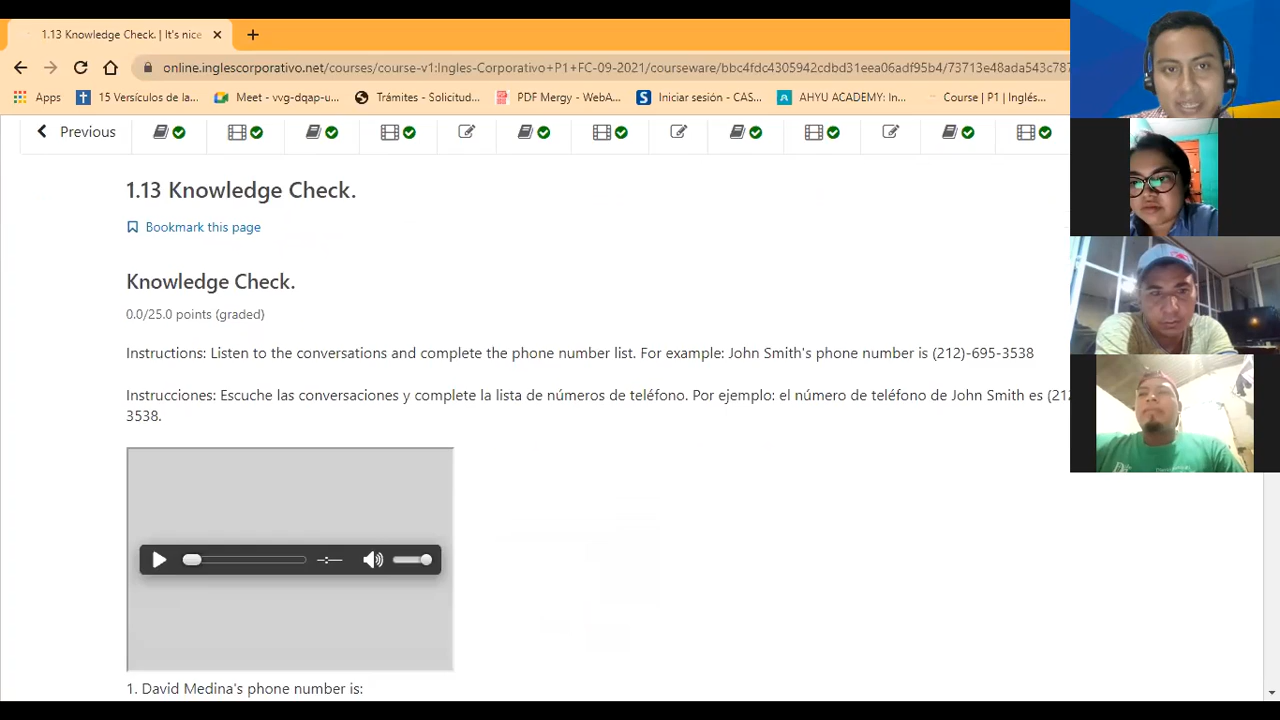 1.13 Knowledge Check. | It's nice
online.inglescorporativo.net/courses/course-v1:Ingles-Corporativo+P1+FC-09-2021/courseware/bbc4fdc4305942cdbd31eea06adf95b4/73713e48ada543c787
Apps 15 Versículos de la... Meet - vvg-dqap-u... Trámites - Solicitud... PDF Mergy - WebA... Iniciar sesión - CAS... AHYU ACADEMY: In... Course | P1 | Inglés...
Previous
1.13 Knowledge Check.
Bookmark this page
Knowledge Check.
0.0/25.0 points (graded)
Instructions: Listen to the conversations and complete the phone number list. For example: John Smith's phone number is (212)-695-3538
Instrucciones: Escuche las conversaciones y complete la lista de números de teléfono. Por ejemplo: el número de teléfono de John Smith es (212
3538.
1. David Medina's phone number is: